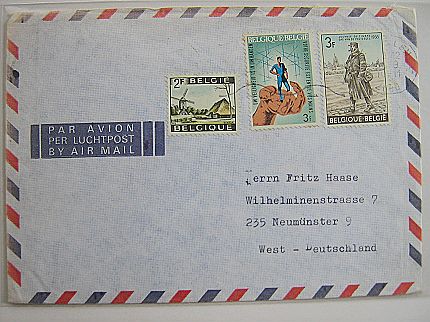 2F BELGIE
BELGIQUE
BELGIQUE-BELGIE
3F
3F
1968
BELGIQUE-BELGIE
PAR AVION
PER LUCHTPOST
BY AIR MAIL
Herrn Fritz Haase
Wilhelminenstrasse 7
235 Neumünster 9
West - Deutschland